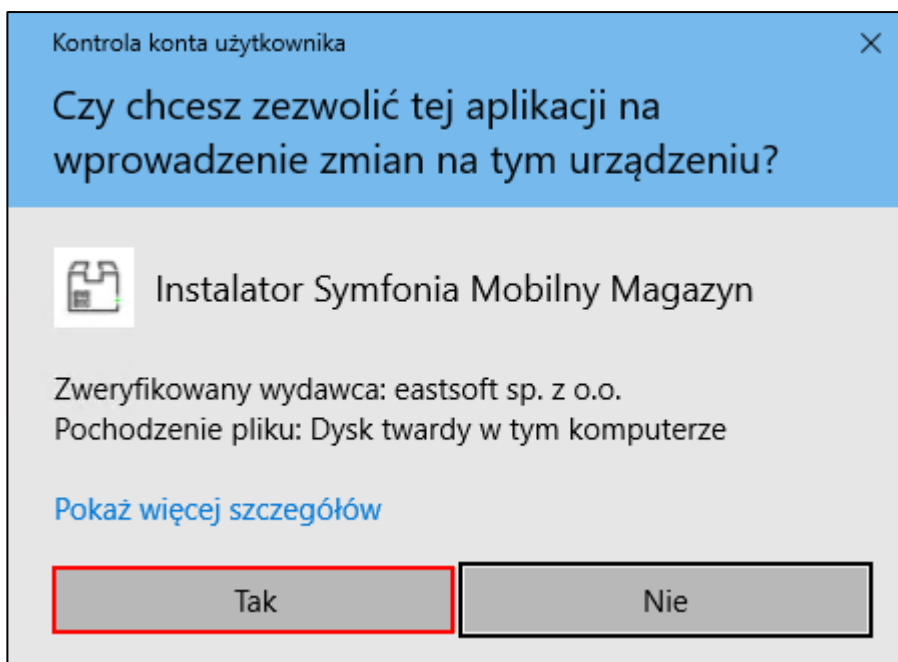 Kontrola konta użytkownika
Czy chcesz zezwolić tej aplikacji na
wprowadzenie zmian na tym urządzeniu?
Instalator Symfonia Mobilny Magazyn
Zweryfikowany wydawca: eastsoft sp. z o.o.
Pochodzenie pliku: Dysk twardy w tym komputerze
Pokaż więcej szczegółów
Tak
Nie